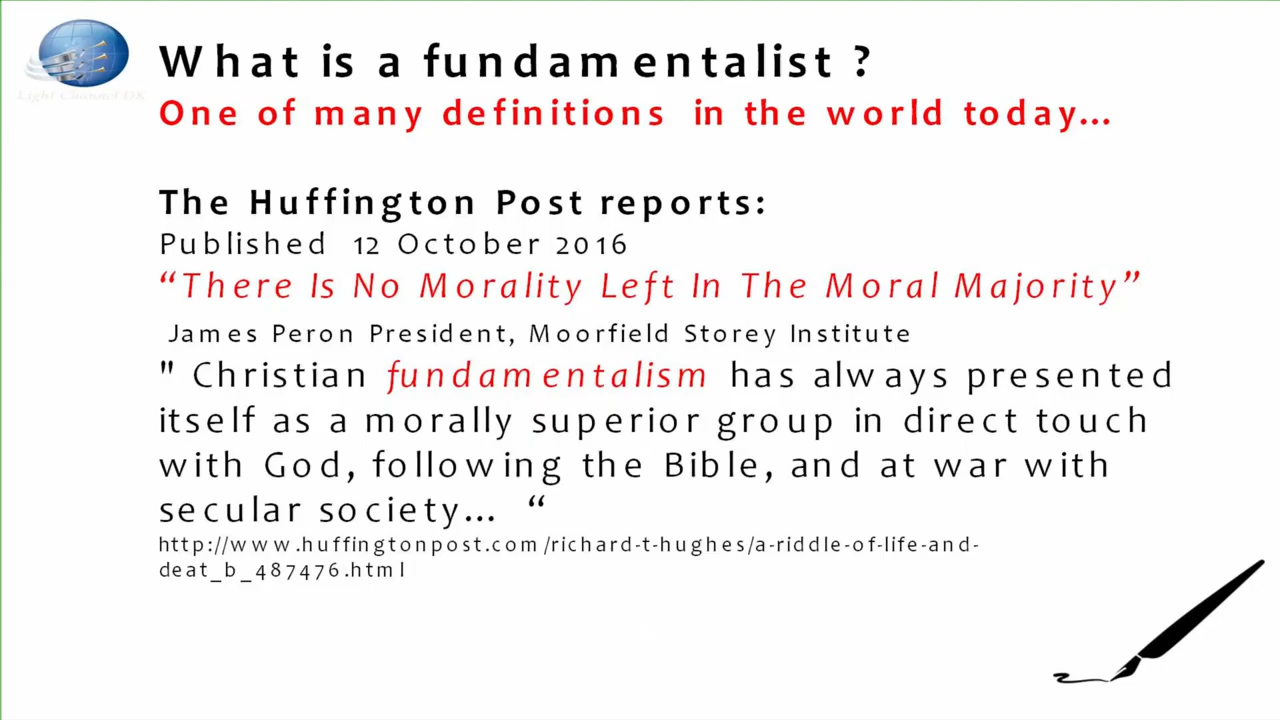 What is a fundamentalist ?
One of many definitions in the world today...
Light Channel DK
The Huffington Post reports:
Published 12 October 2016
“There Is No Morality Left In The Moral Majority”
James Peron President, Moorfield Storey Institute
" Christian fundamentalism has always presented
itself as a morally superior group in direct touch
with God, following the Bible, and at war with
secular society... “
http://www.huffingtonpost.com/richard-t-hughes/a-riddle-of-life-and-
deat_b_487476.html